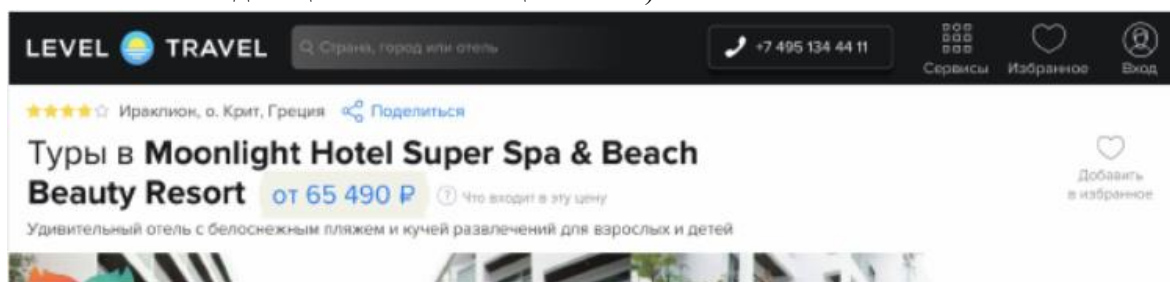 LEVEL TRAVEL
Страна, город или отель
+7 495 134 44 11
Сервисы
Избранное
Вход
Ираклион, о. Крит, Греция Поделиться
Туры в Moonlight Hotel Super Spa & Beach
Beauty Resort от 65 490 ₽ ? Что входит в эту цену
Добавить
в избранное
Удивительный отель с белоснежным пляжем и кучей развлечений для взрослых и детей